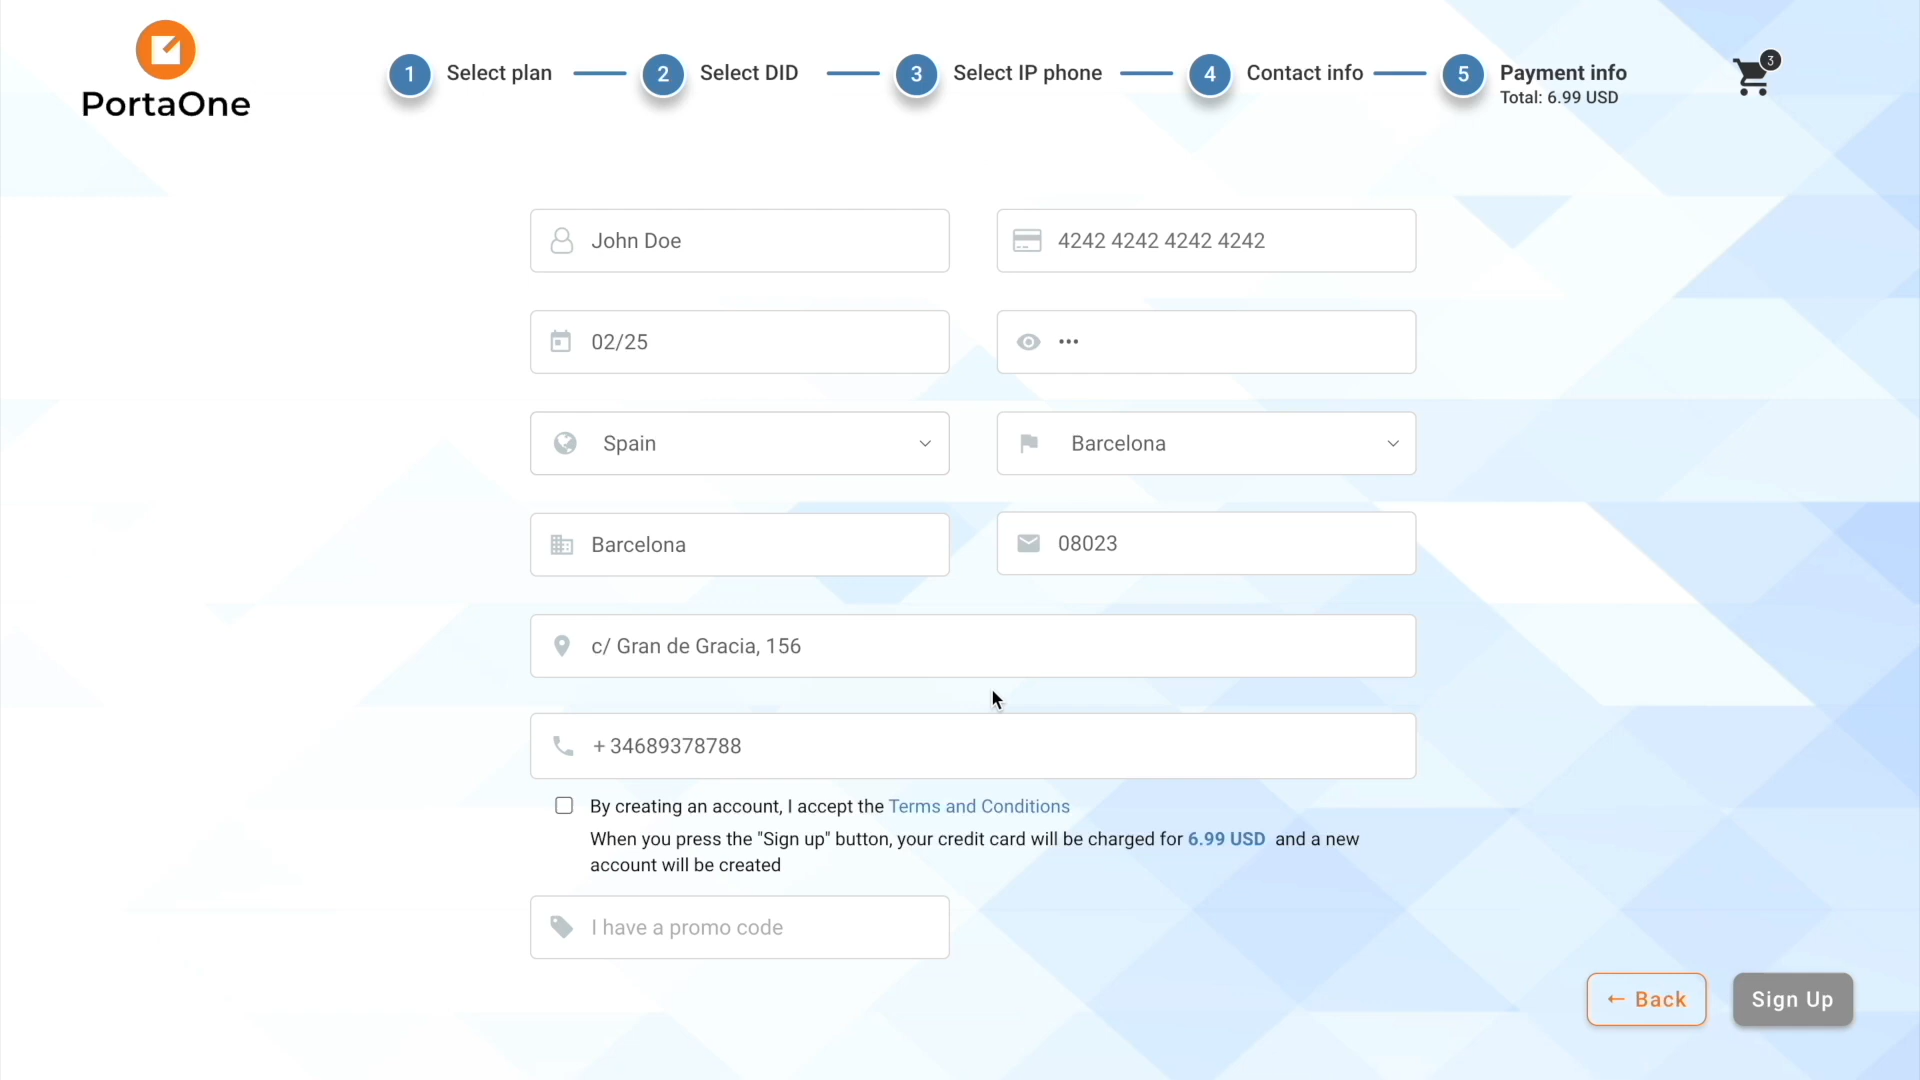 PortaOne
1 Select plan 2 Select DID 3 Select IP phone 4 Contact info 5 Payment info
Total: 6.99 USD
3
John Doe
4242 4242 4242 4242
02/25
•••
Spain
Barcelona
Barcelona
08023
c/ Gran de Gracia, 156
+ 34689378788
By creating an account, I accept the Terms and Conditions
When you press the "Sign up" button, your credit card will be charged for 6.99 USD and a new
account will be created
I have a promo code
← Back
Sign Up